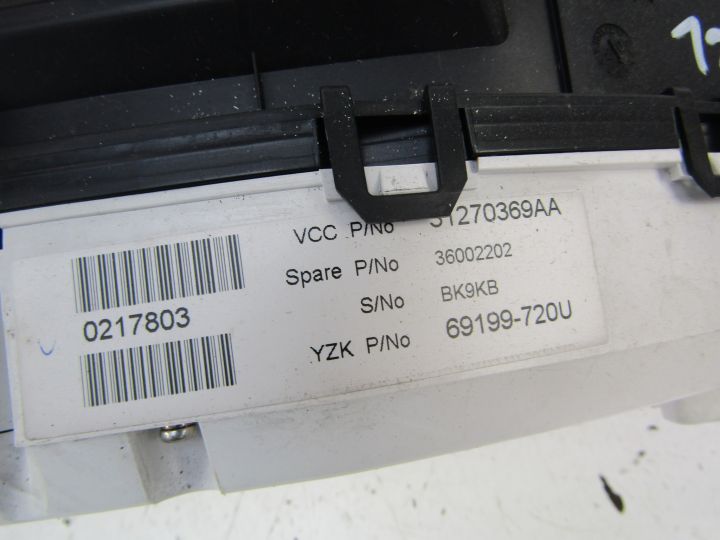 VCC P/No 31270369AA
Spare P/No 36002202
S/No BK9KB
YZK P/No 69199-720U
0217803